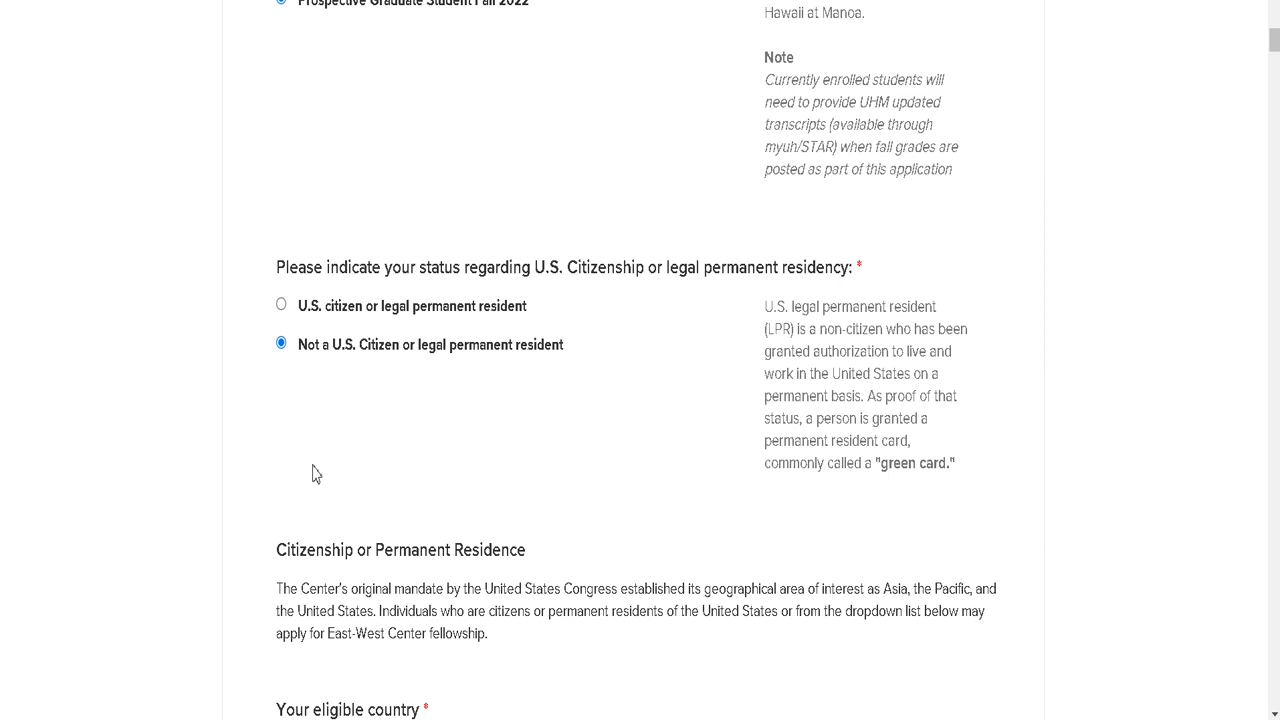 Prospective Graduate Student Fall 2022
Hawaii at Manoa.
Note
Currently enrolled students will
need to provide UHM updated
transcripts (available through
myuh/STAR) when fall grades are
posted as part of this application
Please indicate your status regarding U.S. Citizenship or legal permanent residency: *
U.S. citizen or legal permanent resident
Not a U.S. Citizen or legal permanent resident
U.S. legal permanent resident
(LPR) is a non-citizen who has been
granted authorization to live and
work in the United States on a
permanent basis. As proof of that
status, a person is granted a
permanent resident card,
commonly called a "green card."
Citizenship or Permanent Residence
The Center's original mandate by the United States Congress established its geographical area of interest as Asia, the Pacific, and
the United States. Individuals who are citizens or permanent residents of the United States or from the dropdown list below may
apply for East-West Center fellowship.
Your eligible country *